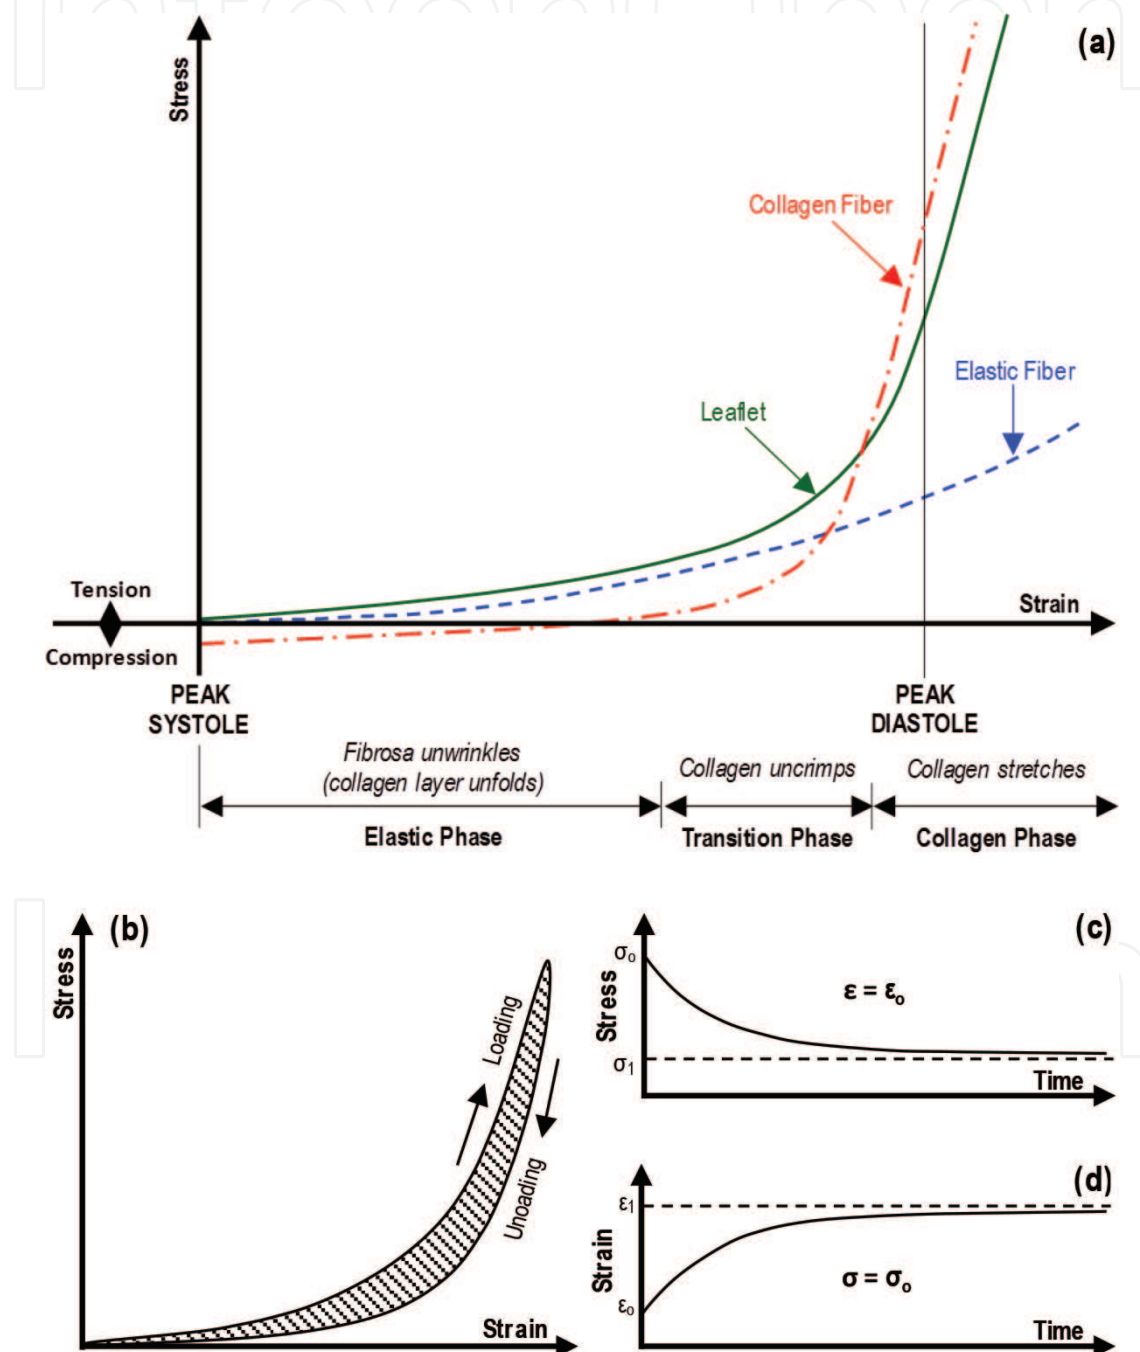 (a)
Stress
Collagen Fiber
Elastic Fiber
Leaflet
Tension
Strain
Compression
PEAK
SYSTOLE
PEAK
DIASTOLE
Fibrosa unwrinkles
(collagen layer unfolds)
Collagen uncrimps
Collagen stretches
Elastic Phase
Transition Phase
Collagen Phase
(b)
Stress
Loading
Unoading
Strain
(c)
σo
Stress
ε = εo
σ1
Time
(d)
ε1
Strain
σ = σo
εo
Time